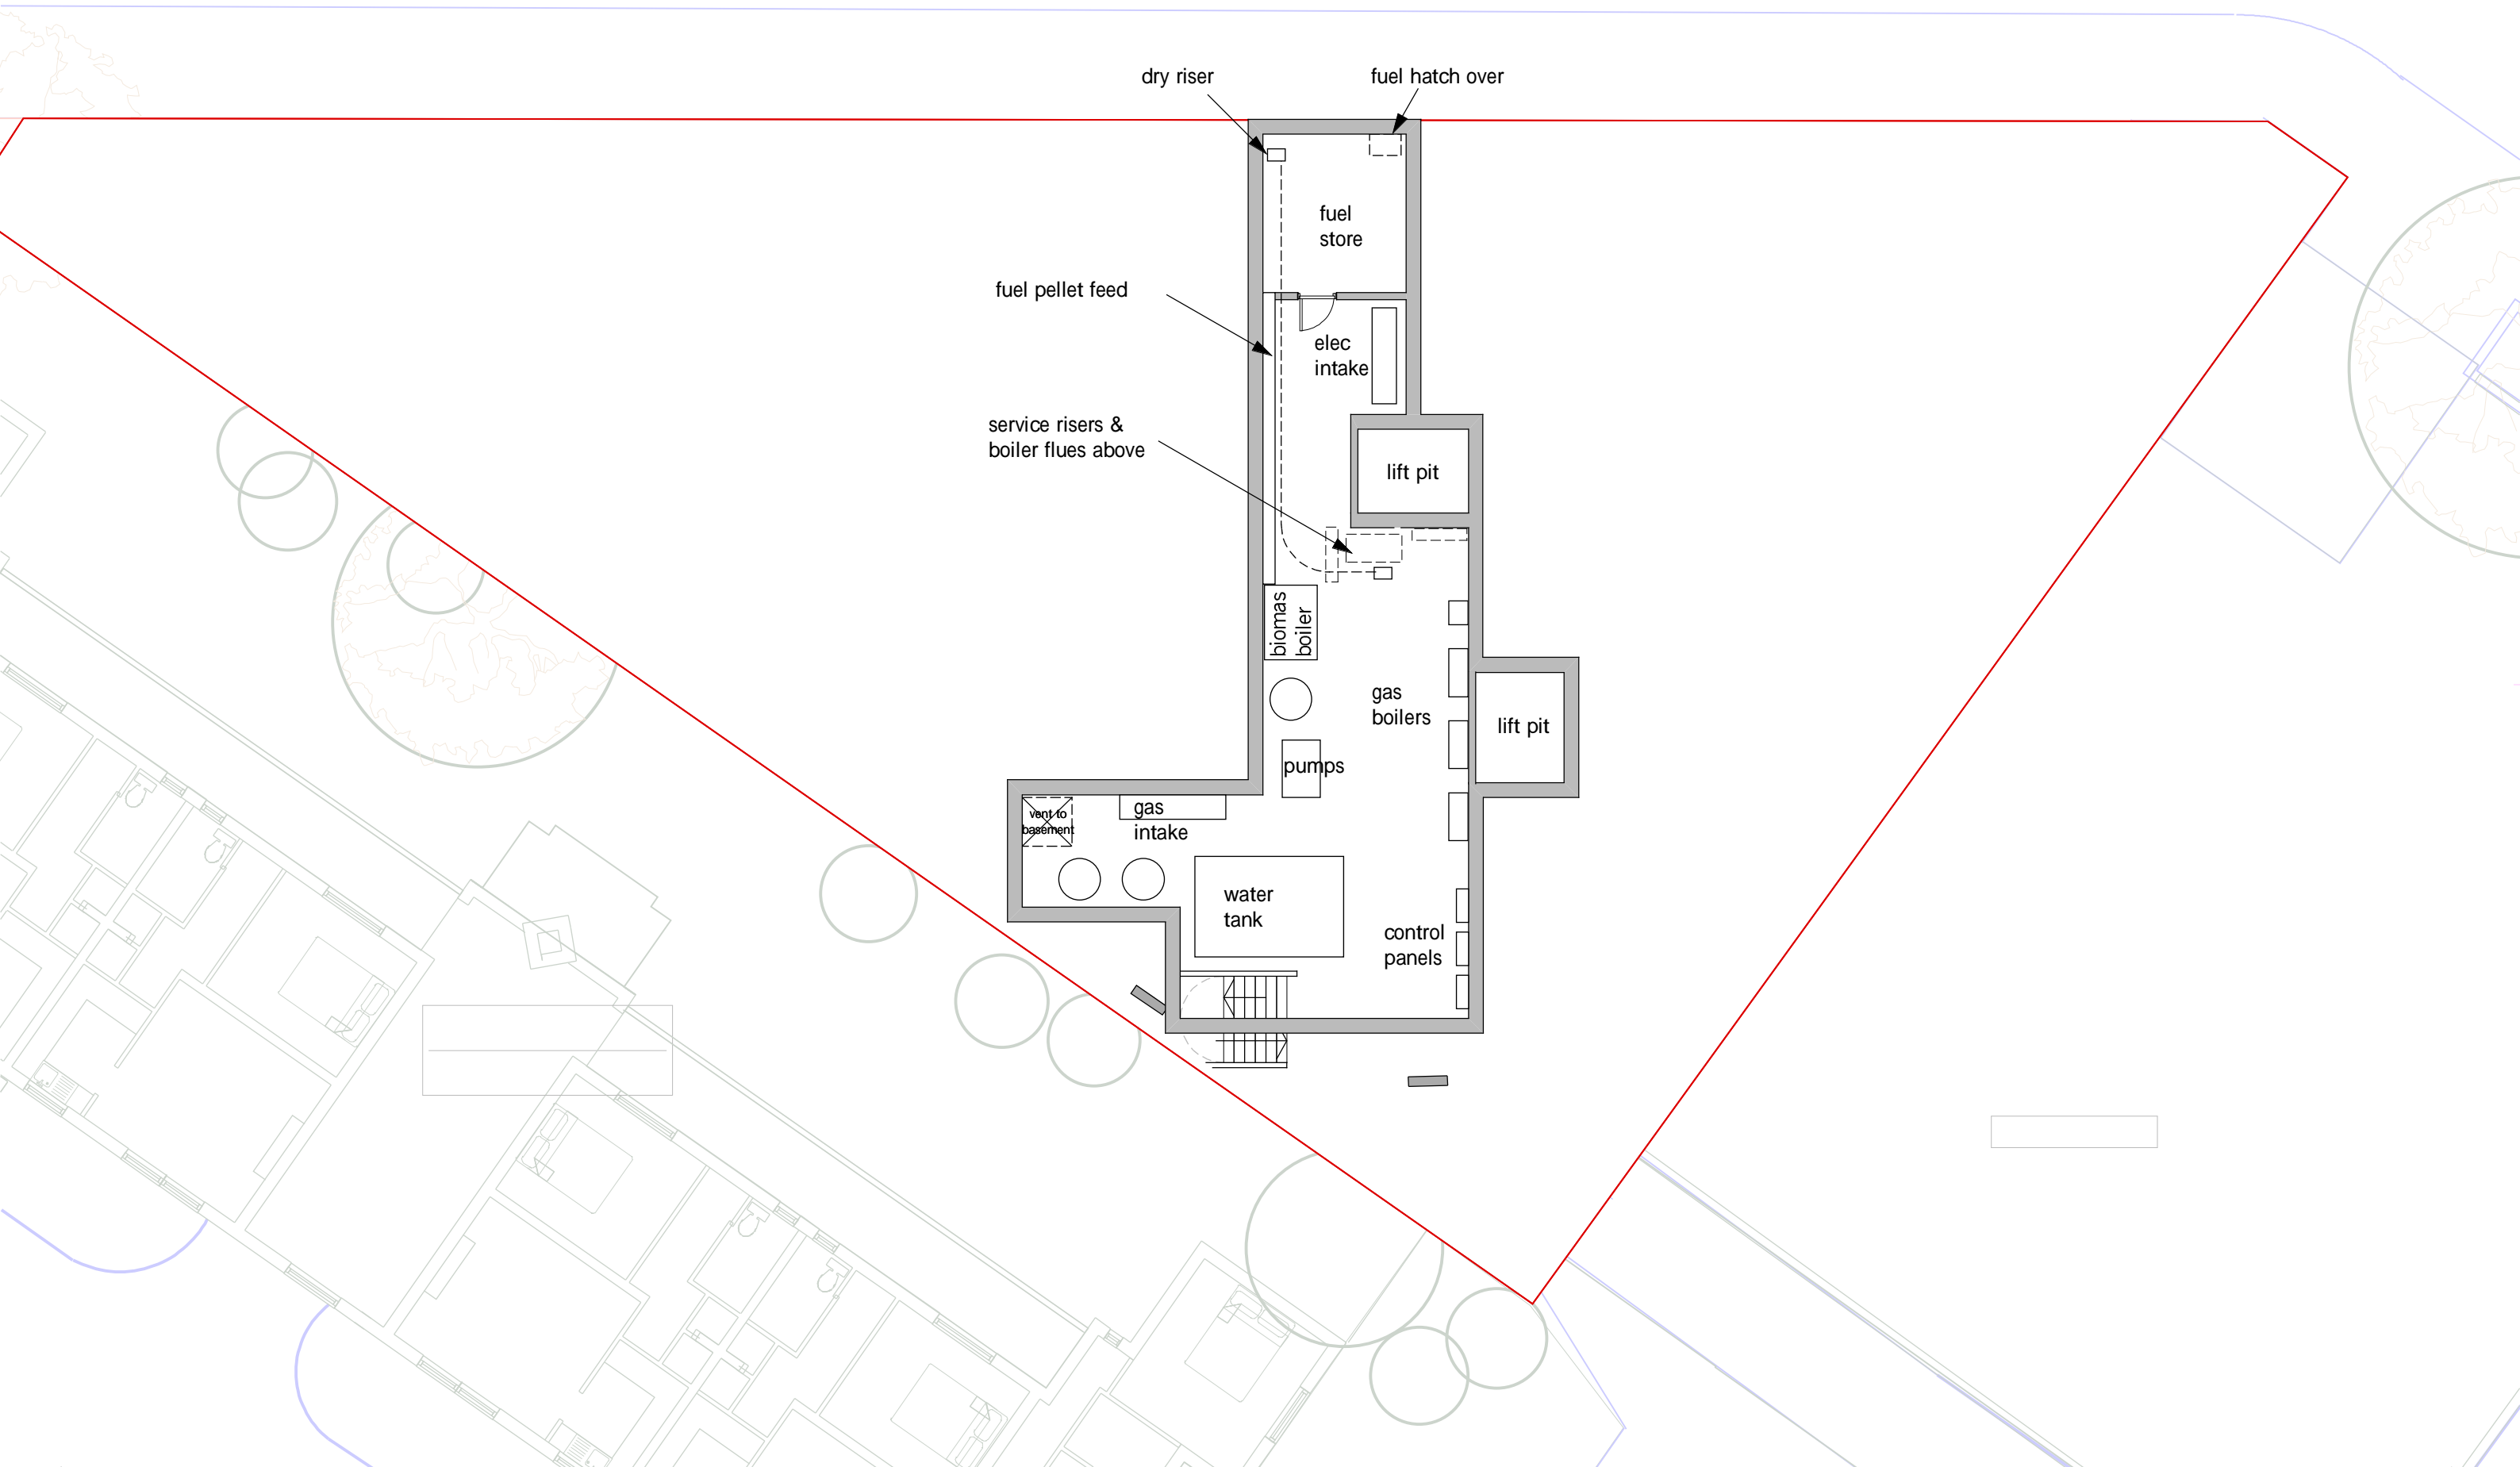 dry riser
fuel hatch over
fuel
store
fuel pellet feed
elec
intake
service risers &
boiler flues above
lift pit
biomas
boiler
gas
boilers
lift pit
pumps
vent to
basement
gas
intake
water
tank
control
panels